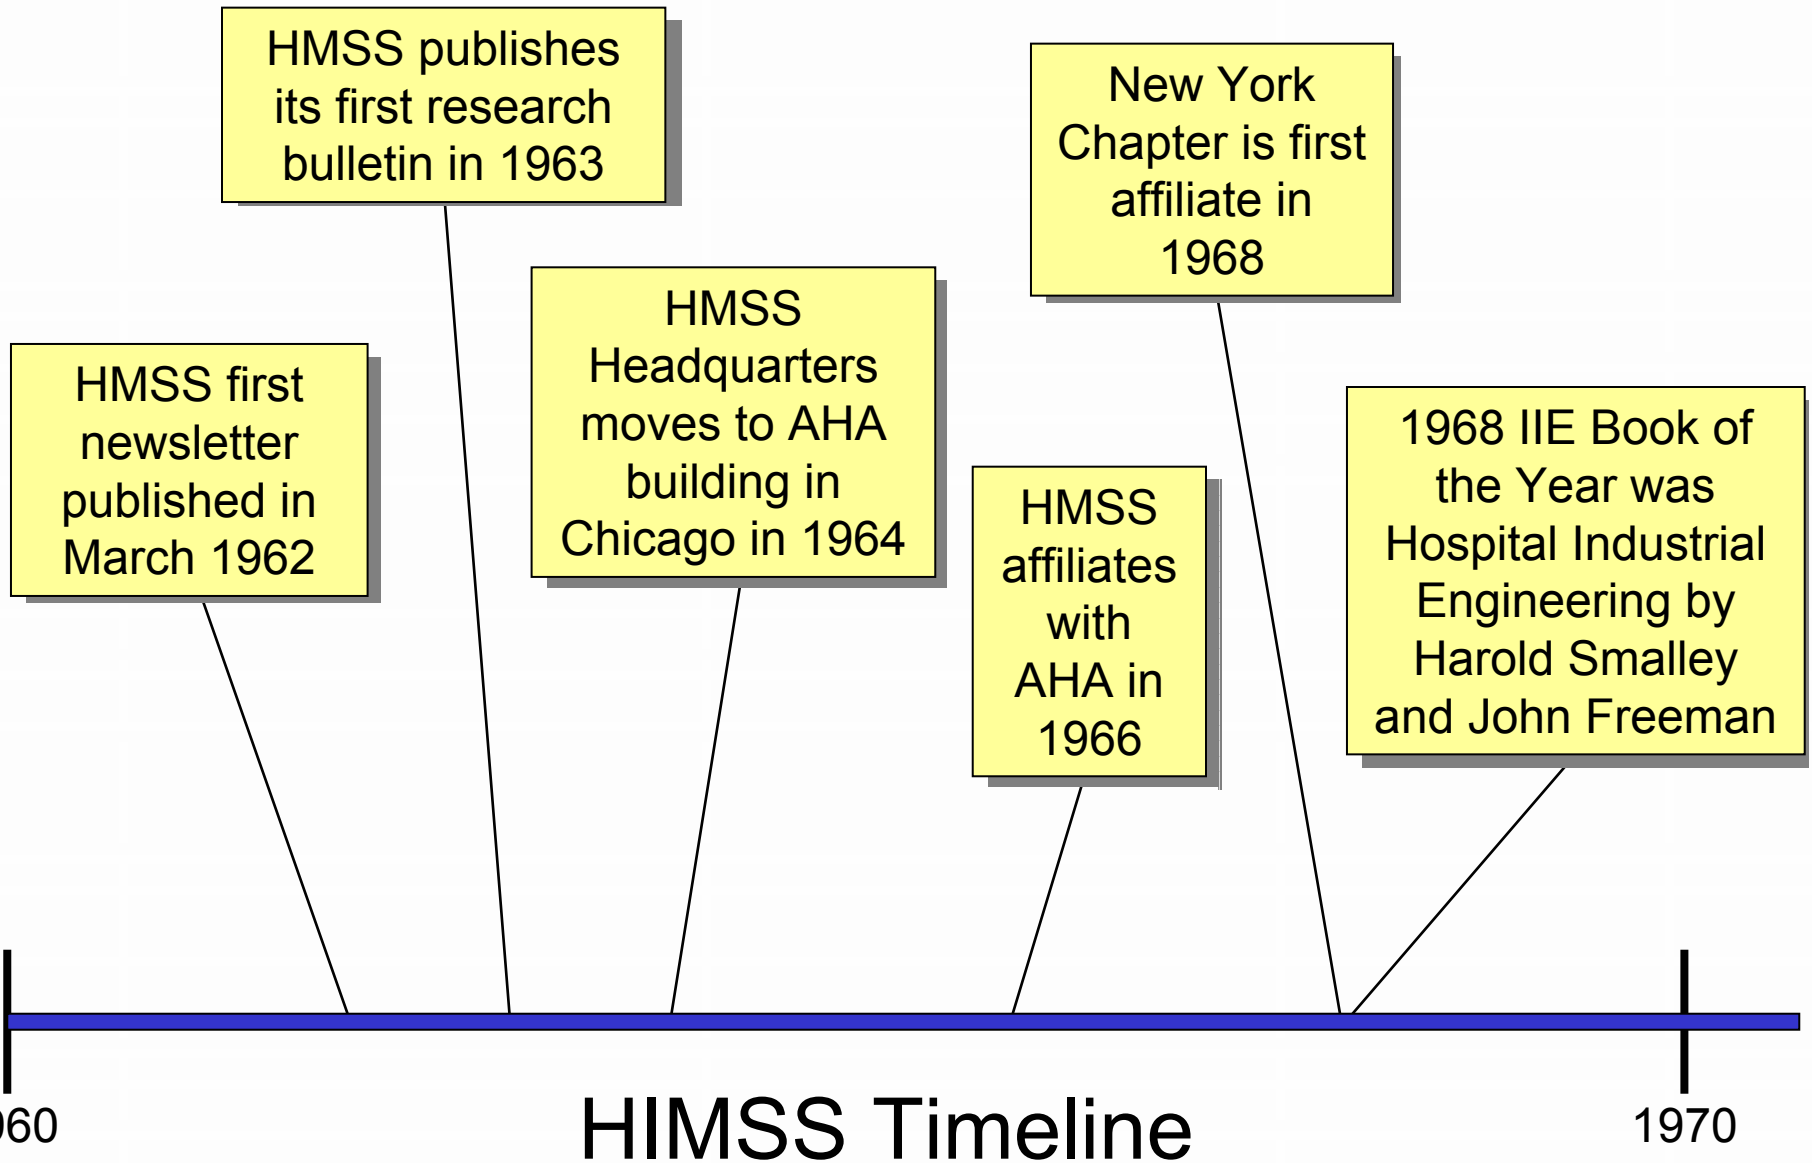 HMSS publishes
its first research
bulletin in 1963
New York
Chapter is first
affiliate in
1968
HMSS
Headquarters
moves to AHA
building in
Chicago in 1964
HMSS first
newsletter
published in
March 1962
1968 IIE Book of
the Year was
Hospital Industrial
Engineering by
Harold Smalley
and John Freeman
HMSS
affiliates
with
AHA in
1966
60
HIMSS Timeline
1970